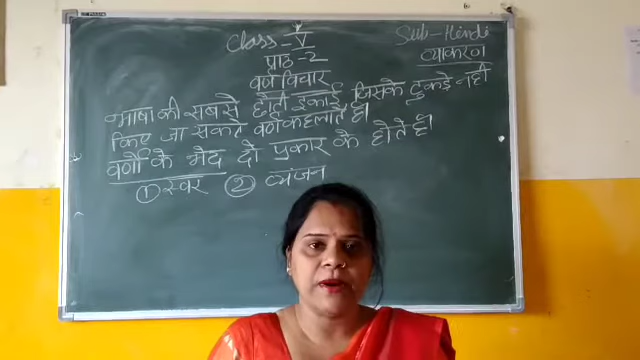 Class - V
Sub - Hindi
व्याकरण
पाठ - 2
वर्ण विचार
भाषा की सबसे छोटी इकाई जिसके टुकड़े नहीं
किए जा सकते वर्ण कहलाते हैं।
वर्णों के भेद दो प्रकार के होते हैं।
① स्वर ② व्यंजन